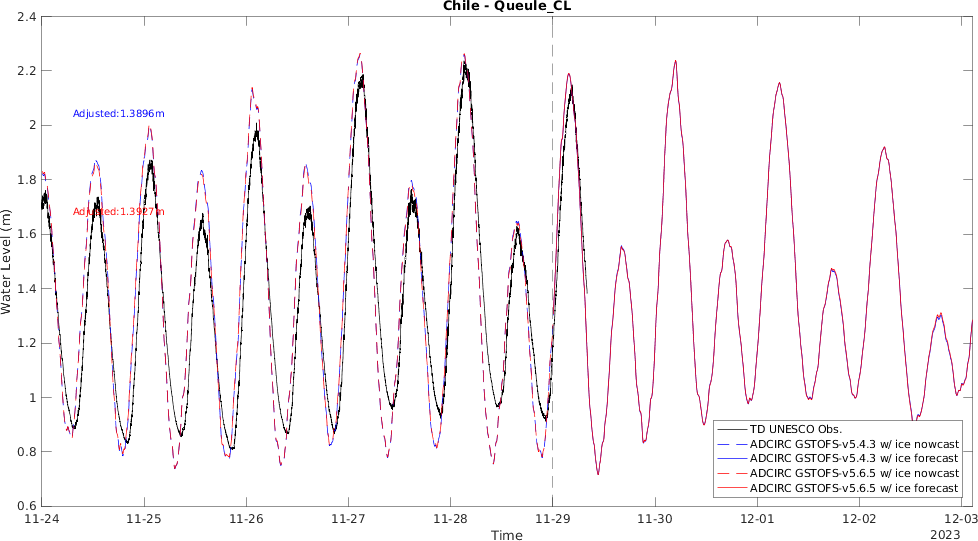 Chile - Queule_CL
2.4
2.2
2
1.8
1.6
1.4
1.2
1
0.8
0.6
Water Level (m)
Adjusted:1.3896m
Adjusted:1.3927m
TD UNESCO Obs.
ADCIRC GSTOFS-v5.4.3 w/ ice nowcast
ADCIRC GSTOFS-v5.4.3 w/ ice forecast
ADCIRC GSTOFS-v5.6.5 w/ ice nowcast
ADCIRC GSTOFS-v5.6.5 w/ ice forecast
11-24 11-25 11-26 11-27 11-28 11-29 11-30 12-01 12-02 12-03
2023
Time